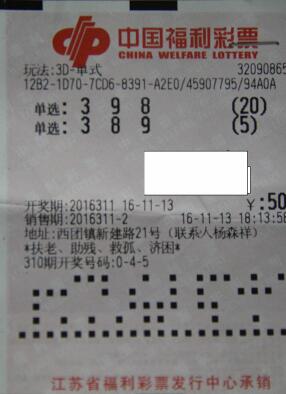 中国福利彩票
CHINA WELFARE LOTTERY
玩法:3D-单式 32090865
12B2-1D70-7CD6-8391-A2E0/45907795/94A0A
单选: 3 9 8 (20)
单选: 3 8 9 (5)
开奖期:2016311 16-11-13 ¥:50
销售期:2016311-2 16-11-13 18:13:58
地址:西团镇新建路21号(联系人杨森祥)
*扶老、助残、救孤、济困*
310期开奖号码:0-4-5
江苏省福利彩票发行中心承销